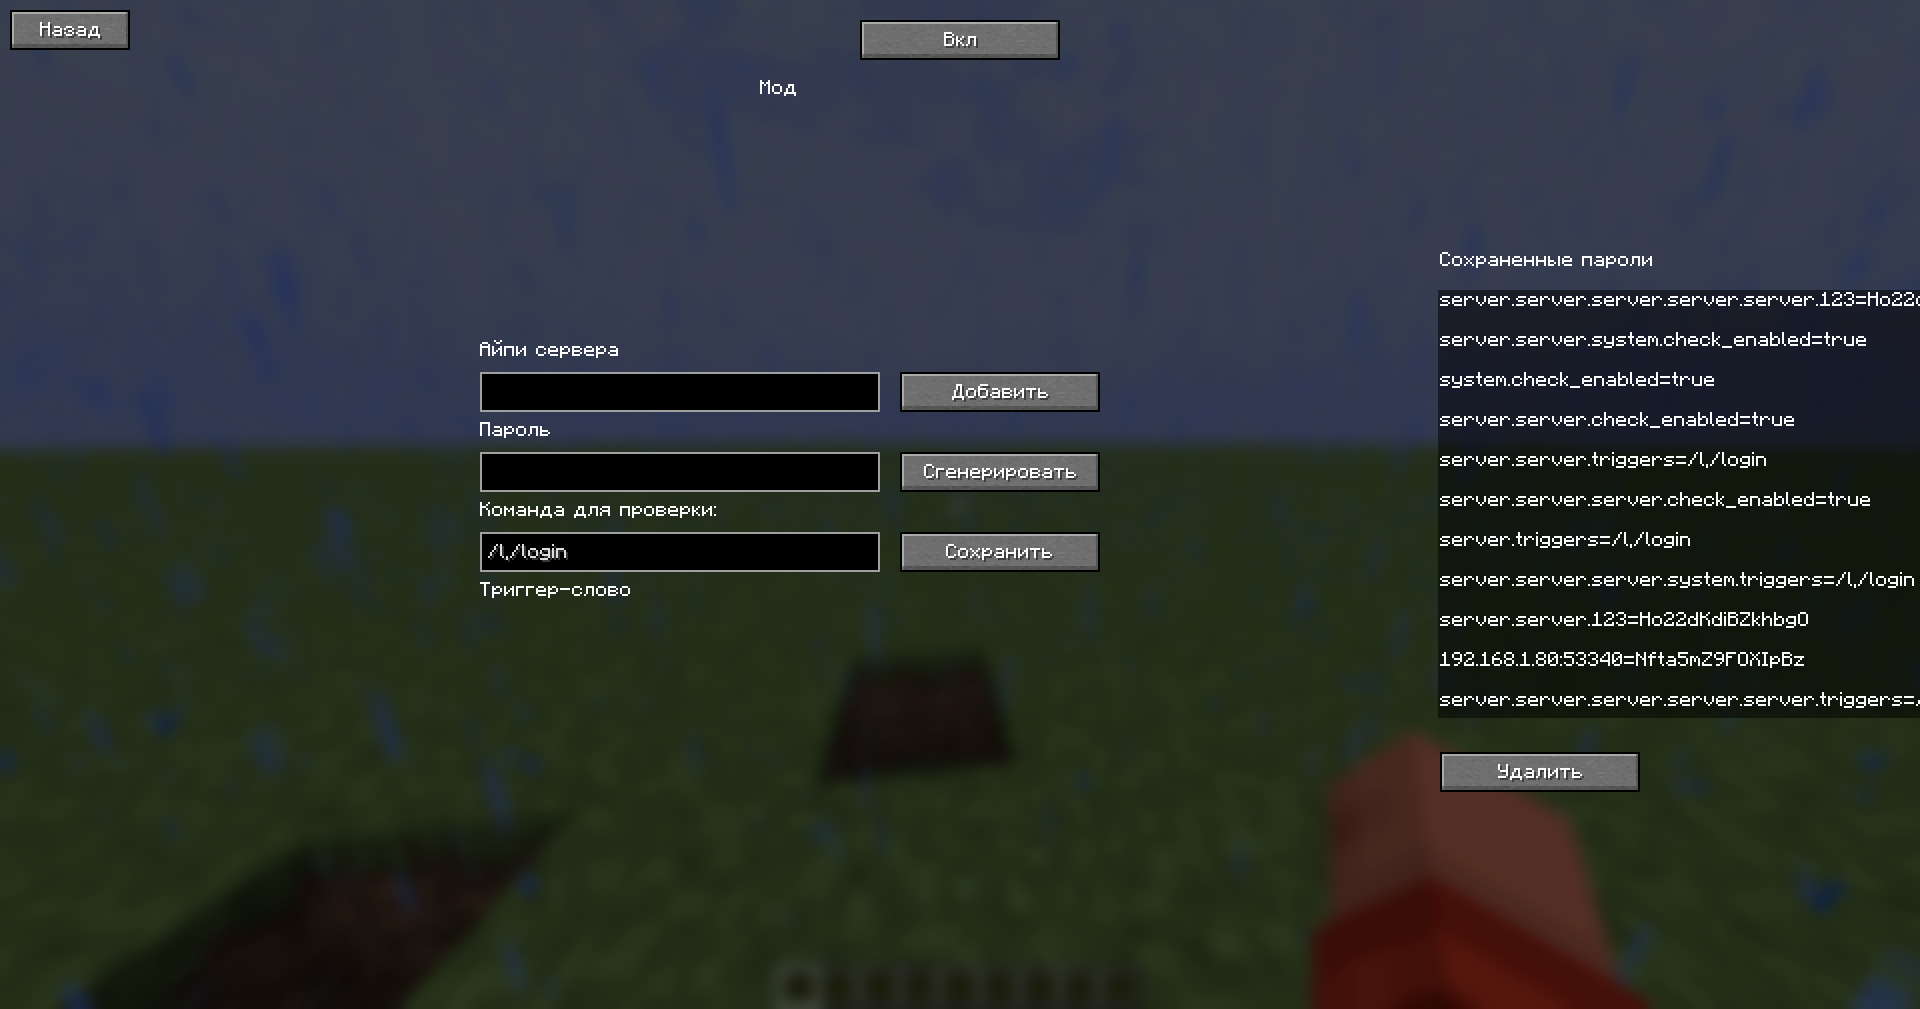 Назад
Вкл
Мод
Сохраненные пароли
server.server.server.server.server.123=Ho22
server.server.system.check_enabled=true
system.check_enabled=true
server.server.check_enabled=true
server.server.triggers=/l,/login
server.server.server.check_enabled=true
server.triggers=/l,/login
server.server.server.system.triggers=/l,/login
server.server.123=Ho22dKdiBZkhbg0
192.168.1.80:53340=Nfta5mZ9F0XIpBz
server.server.server.server.server.triggers=
Удалить
Айпи сервера
Добавить
Пароль
Сгенерировать
Команда для проверки:
/l,/login
Сохранить
Триггер-слово